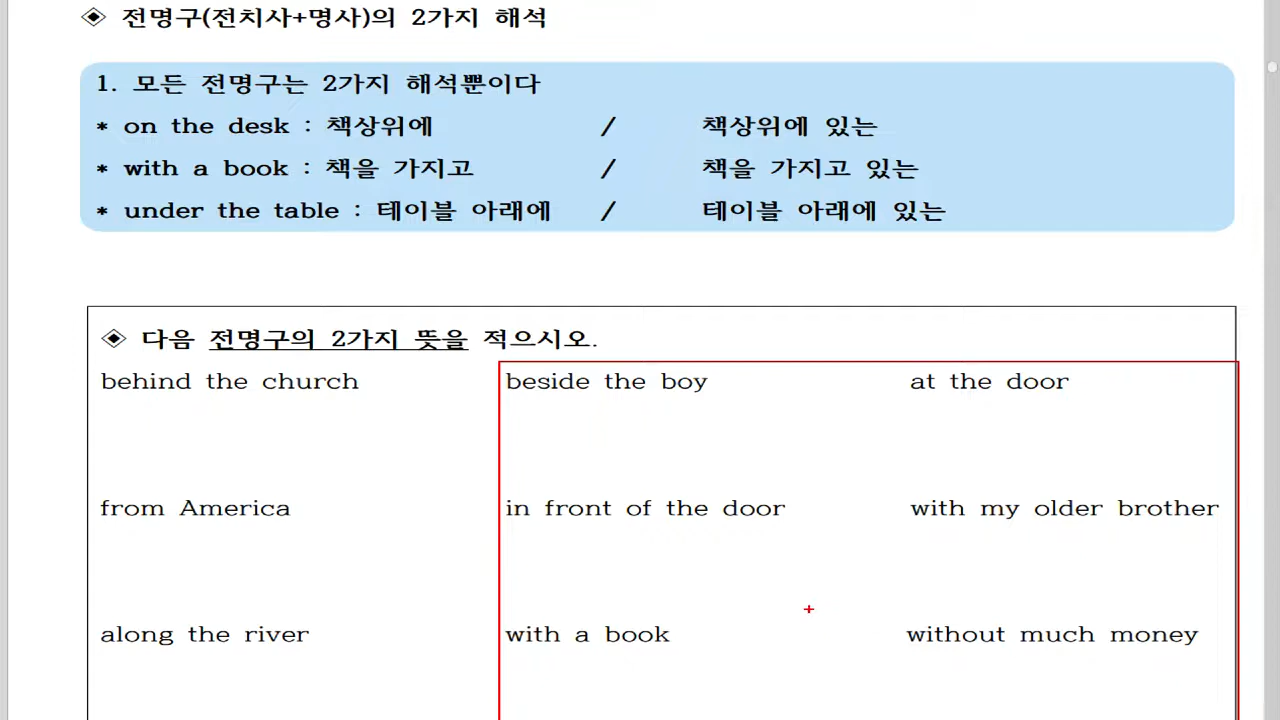 ◈ 전명구(전치사+명사)의 2가지 해석
1. 모든 전명구는 2가지 해석뿐이다
* on the desk : 책상위에 / 책상위에 있는
* with a book : 책을 가지고 / 책을 가지고 있는
* under the table : 테이블 아래에 / 테이블 아래에 있는
◈ 다음 전명구의 2가지 뜻을 적으시오.
behind the church beside the boy at the door
from America in front of the door with my older brother
along the river with a book without much money